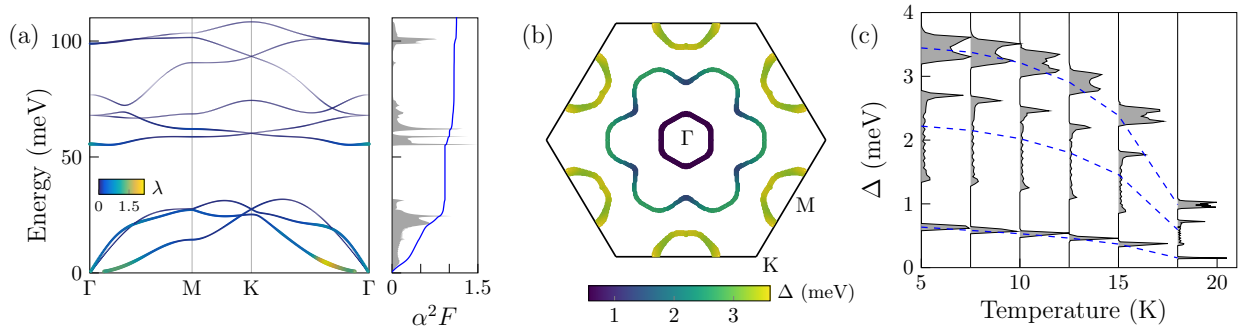 (a)
Energy (meV)
100
50
0
λ
0 1.5
Γ M K Γ
1.5
α²F
(b)
Γ
M
K
Δ (meV)
1 2 3
(c)
Δ (meV)
4
3
2
1
0
5 10 15 20
Temperature (K)